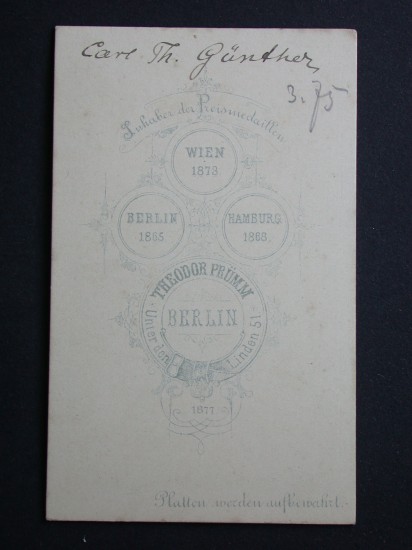 Carl Th. Günther
3.75
Inhaber der Preismedaillen
WIEN
1873.
BERLIN
1865.
HAMBURG
1868.
THEODOR PRÜMM
BERLIN
Unter den Linden 51.
1877.
Platten werden aufbewahrt.